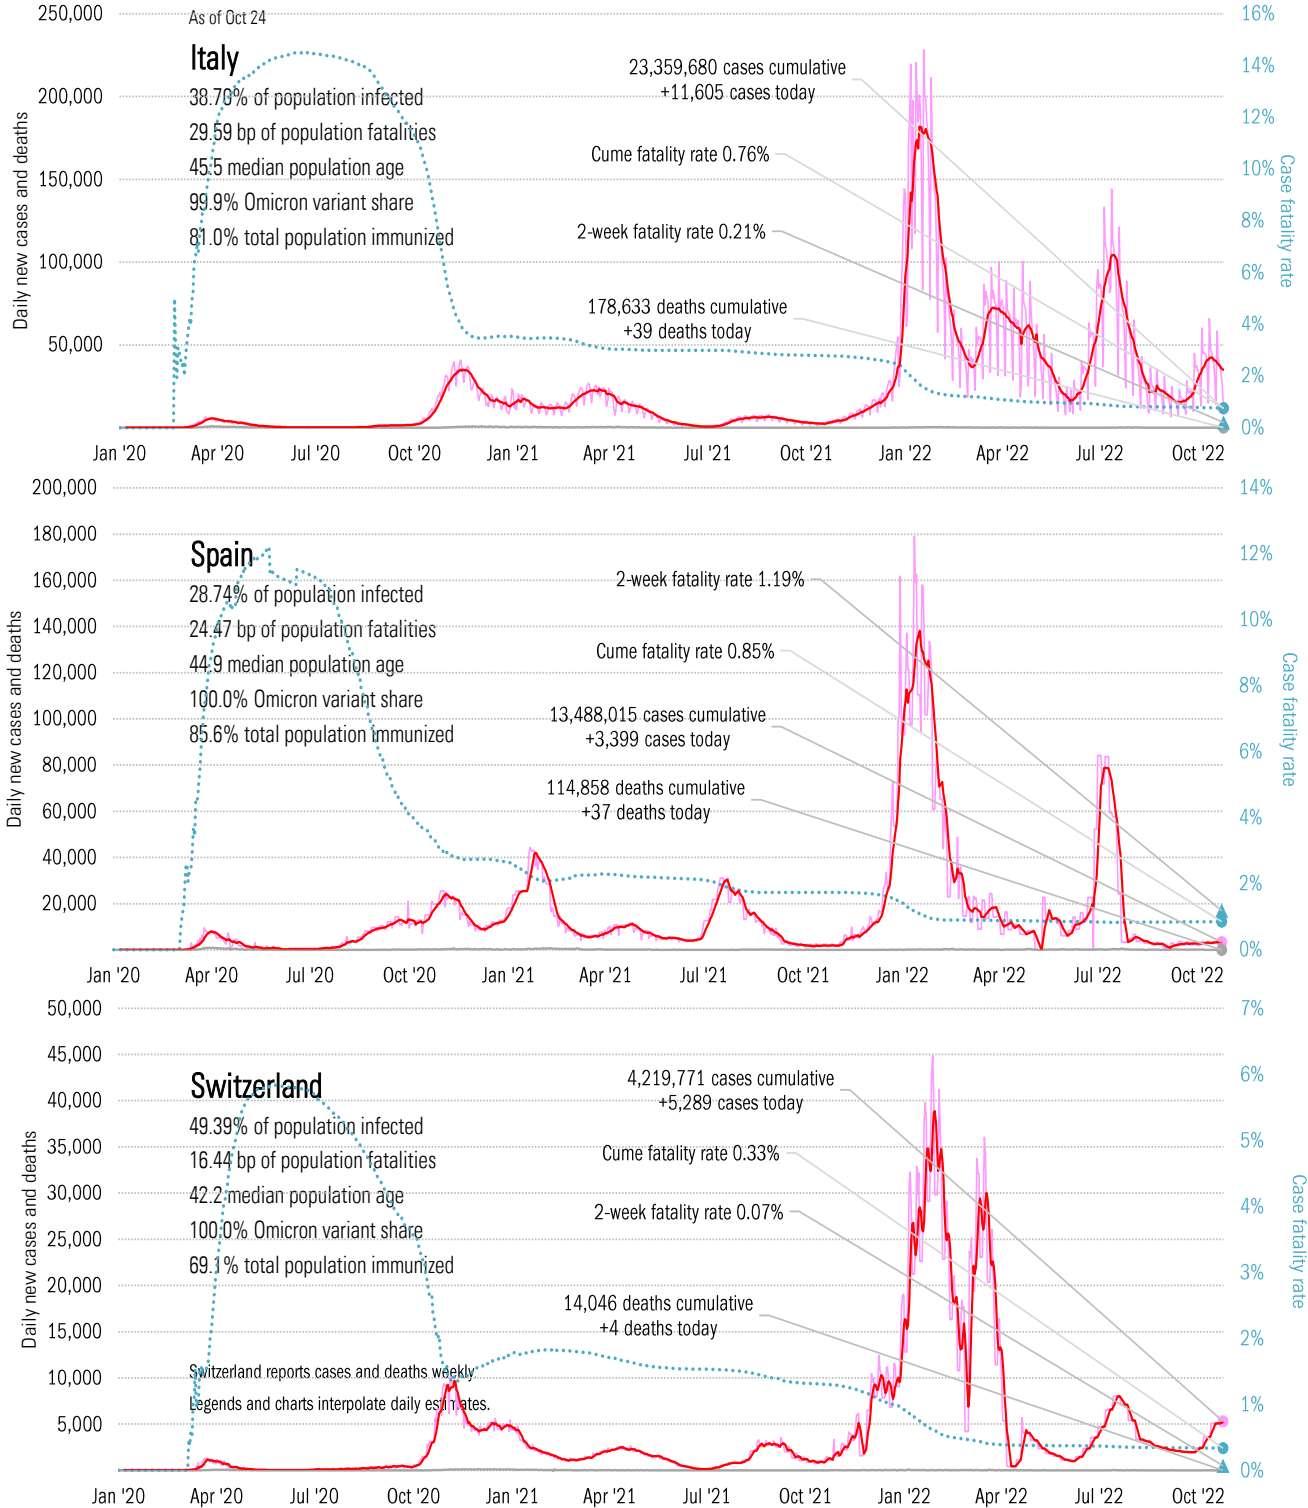 250,000
As of Oct 24
16%
Italy
14%
38.76% of population infected
23,359,680 cases cumulative
+11,605 cases today
200,000
12%
29.59 bp of population fatalities
Cume fatality rate 0.76%
45.5 median population age
10%
150,000
99.9% Omicron variant share
8%
81.0% total population immunized
2-week fatality rate 0.21%
100,000
6%
178,633 deaths cumulative
+39 deaths today
4%
50,000
2%
0%
Daily new cases and deaths
Case fatality rate
Jan '20 Apr '20 Jul '20 Oct '20 Jan '21 Apr '21 Jul '21 Oct '21 Jan '22 Apr '22 Jul '22 Oct '22
200,000
14%
180,000
Spain
12%
160,000
2-week fatality rate 1.19%
28.74% of population infected
140,000
24.47 bp of population fatalities
10%
Cume fatality rate 0.85%
44.9 median population age
120,000
8%
100.0% Omicron variant share
100,000
13,488,015 cases cumulative
+3,399 cases today
85.6% total population immunized
80,000
6%
114,858 deaths cumulative
+37 deaths today
60,000
4%
40,000
2%
20,000
0%
Daily new cases and deaths
Case fatality rate
Jan '20 Apr '20 Jul '20 Oct '20 Jan '21 Apr '21 Jul '21 Oct '21 Jan '22 Apr '22 Jul '22 Oct '22
50,000
7%
45,000
6%
Switzerland
4,219,771 cases cumulative
+5,289 cases today
40,000
49.39% of population infected
5%
35,000
16.44 bp of population fatalities
Cume fatality rate 0.33%
42.2 median population age
30,000
4%
2-week fatality rate 0.07%
100.0% Omicron variant share
25,000
69.1% total population immunized
3%
20,000
14,046 deaths cumulative
+4 deaths today
15,000
2%
Switzerland reports cases and deaths weekly.
10,000
Legends and charts interpolate daily estimates.
1%
5,000
0%
Daily new cases and deaths
Case fatality rate
Jan '20 Apr '20 Jul '20 Oct '20 Jan '21 Apr '21 Jul '21 Oct '21 Jan '22 Apr '22 Jul '22 Oct '22